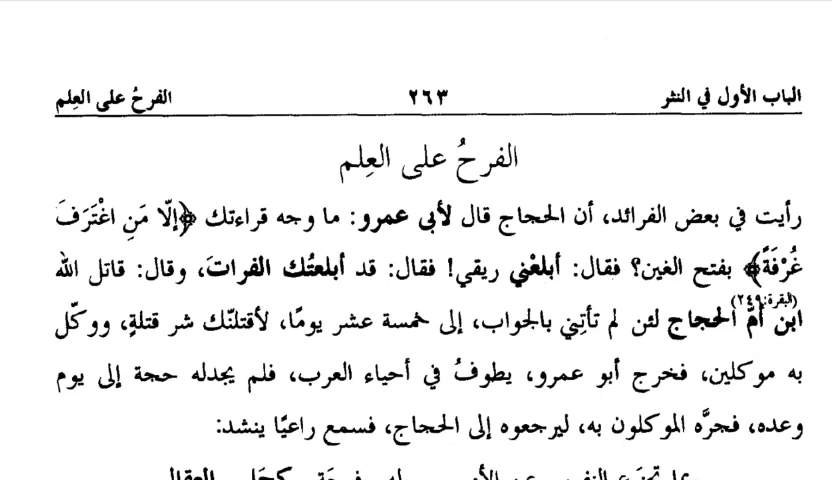 الباب الأول في النثر ٢٦٣ الفرحُ على العِلم
الفرحُ على العِلم
رأيت في بعض الفرائد، أن الحجاج قال لأبى عمرو: ما وجه قراءتك ﴿إلّا مَنِ اغْتَرَفَ
غُرْفَةً﴾ بفتح الغين؟ فقال: أبلعْني ريقي! فقال: قد أبلعتُك الفرات، وقال: قاتل الله
(البقرة:٢٤٩)
ابن أمَّ الحجاج لئن لم تأتِني بالجواب، إلى خمسة عشر يومًا، لأقتلنّك شر قتلةٍ، ووكّل
به موكلين، فخرج أبو عمرو، يطوفُ في أحياء العرب، فلم يجدله حجة إلى يوم
وعده، فجرَّه الموكلون به، ليرجعوه إلى الحجاج، فسمع راعيًا ينشد: